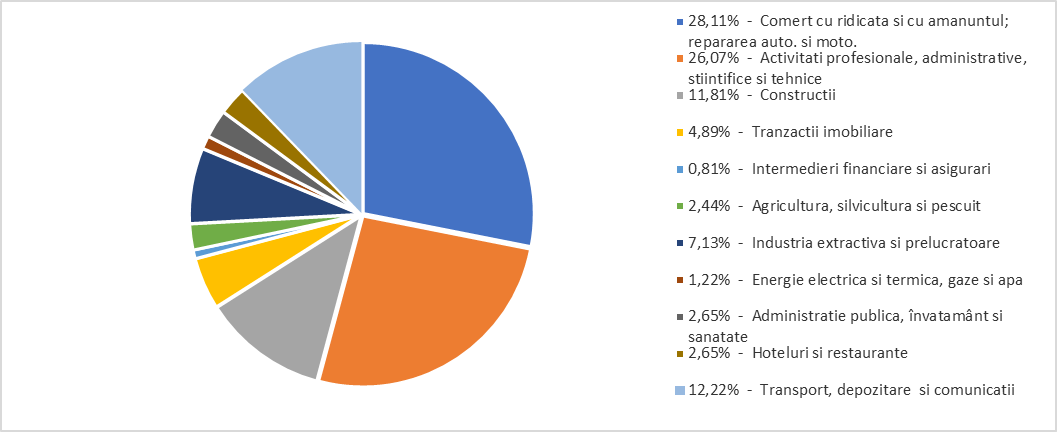 28,11%  -  Comert cu ridicata si cu amanuntul;
repararea auto. si moto.
26,07%  -  Activitati profesionale, administrative,
stiintifice si tehnice
11,81%  -  Constructii
4,89%  -  Tranzactii imobiliare
0,81%  -  Intermedieri financiare si asigurari
2,44%  -  Agricultura, silvicultura si pescuit
7,13%  -  Industria extractiva si prelucratoare
1,22%  -  Energie electrica si termica, gaze si apa
2,65%  -  Administratie publica, învatamânt si
sanatate
2,65%  -  Hoteluri si restaurante
12,22%  -  Transport, depozitare  si comunicatii